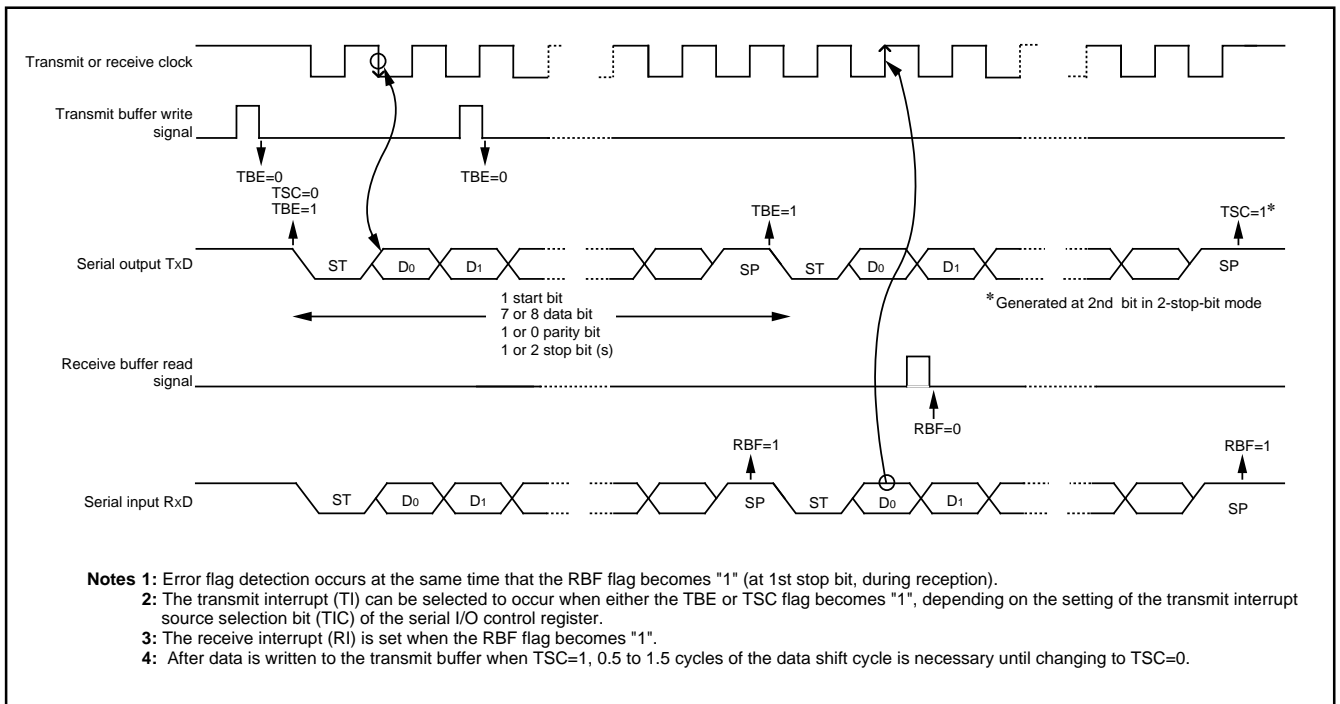 Transmit or receive clock
Transmit buffer write
signal
TBE=0
TSC=0
TBE=1
TBE=0
TBE=1
TSC=1*
Serial output TxD
ST
D0
D1
SP
ST
D0
D1
SP
*Generated at 2nd bit in 2-stop-bit mode
1 start bit
7 or 8 data bit
1 or 0 parity bit
1 or 2 stop bit (s)
Receive buffer read
signal
RBF=0
RBF=1
RBF=1
Serial input RxD
ST
D0
D1
SP
ST
D0
D1
SP
Notes 1: Error flag detection occurs at the same time that the RBF flag becomes "1" (at 1st stop bit, during reception).
2: The transmit interrupt (TI) can be selected to occur when either the TBE or TSC flag becomes "1", depending on the setting of the transmit interrupt
source selection bit (TIC) of the serial I/O control register.
3: The receive interrupt (RI) is set when the RBF flag becomes "1".
4: After data is written to the transmit buffer when TSC=1, 0.5 to 1.5 cycles of the data shift cycle is necessary until changing to TSC=0.